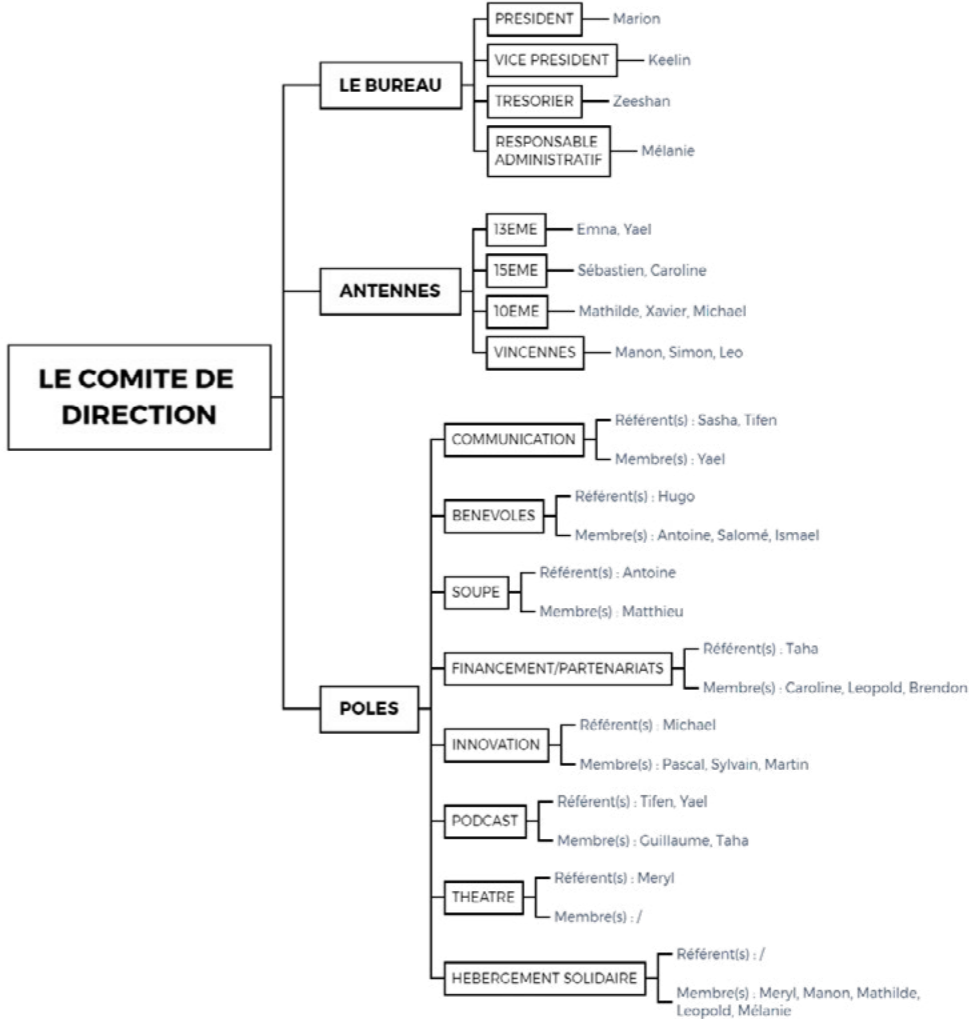 LE COMITE DE
DIRECTION
LE BUREAU
PRESIDENT
Marion
VICE PRESIDENT
Keelin
TRESORIER
Zeeshan
RESPONSABLE
ADMINISTRATIF
Mélanie
ANTENNES
13EME
Emna, Yael
15EME
Sébastien, Caroline
10EME
Mathilde, Xavier, Michael
VINCENNES
Manon, Simon, Leo
POLES
COMMUNICATION
Référent(s) : Sasha, Tifen
Membre(s) : Yael
BENEVOLES
Référent(s) : Hugo
Membre(s) : Antoine, Salomé, Ismael
SOUPE
Référent(s) : Antoine
Membre(s) : Matthieu
FINANCEMENT/PARTENARIATS
Référent(s) : Taha
Membre(s) : Caroline, Leopold, Brendon
INNOVATION
Référent(s) : Michael
Membre(s) : Pascal, Sylvain, Martin
PODCAST
Référent(s) : Tifen, Yael
Membre(s) : Guillaume, Taha
THEATRE
Référent(s) : Meryl
Membre(s) : /
HEBERGEMENT SOLIDAIRE
Référent(s) : /
Membre(s) : Meryl, Manon, Mathilde,
Leopold, Mélanie